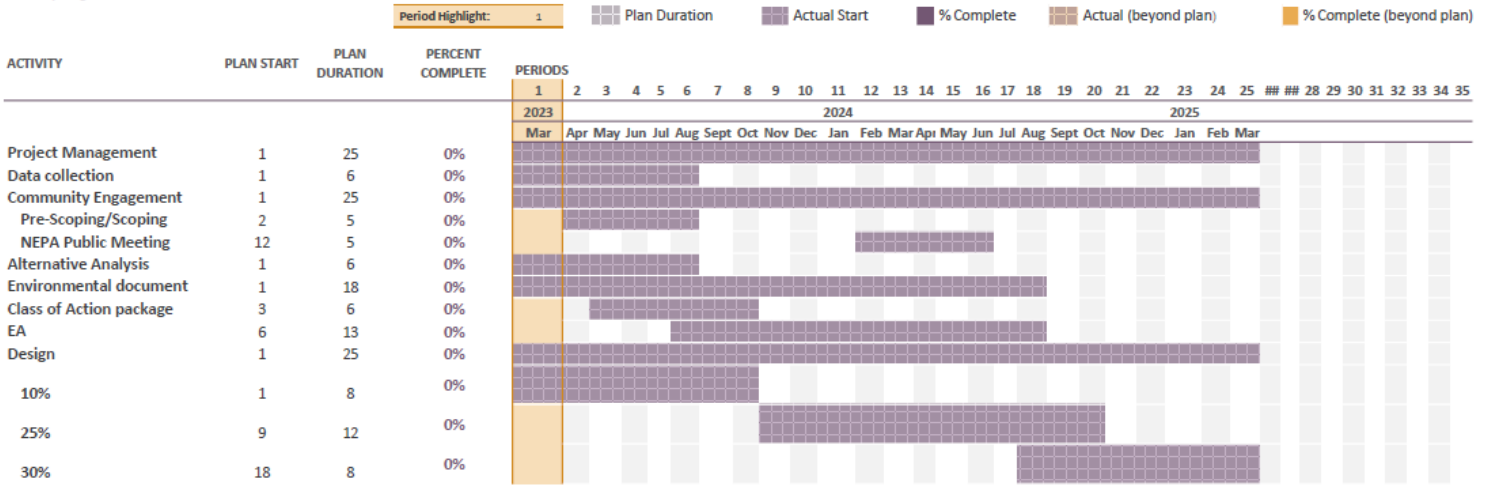 Period Highlight: 1 Plan Duration Actual Start % Complete Actual (beyond plan) % Complete (beyond plan)
ACTIVITY PLAN START PLAN DURATION PERCENT COMPLETE PERIODS
1 2 3 4 5 6 7 8 9 10 11 12 13 14 15 16 17 18 19 20 21 22 23 24 25 ## ## 28 29 30 31 32 33 34 35
2023 2024 2025
Mar Apr May Jun Jul Aug Sept Oct Nov Dec Jan Feb Mar Apr May Jun Jul Aug Sept Oct Nov Dec Jan Feb Mar
Project Management 1 25 0%
Data collection 1 6 0%
Community Engagement 1 25 0%
Pre-Scoping/Scoping 2 5 0%
NEPA Public Meeting 12 5 0%
Alternative Analysis 1 6 0%
Environmental document 1 18 0%
Class of Action package 3 6 0%
EA 6 13 0%
Design 1 25 0%
10% 1 8 0%
25% 9 12 0%
30% 18 8 0%